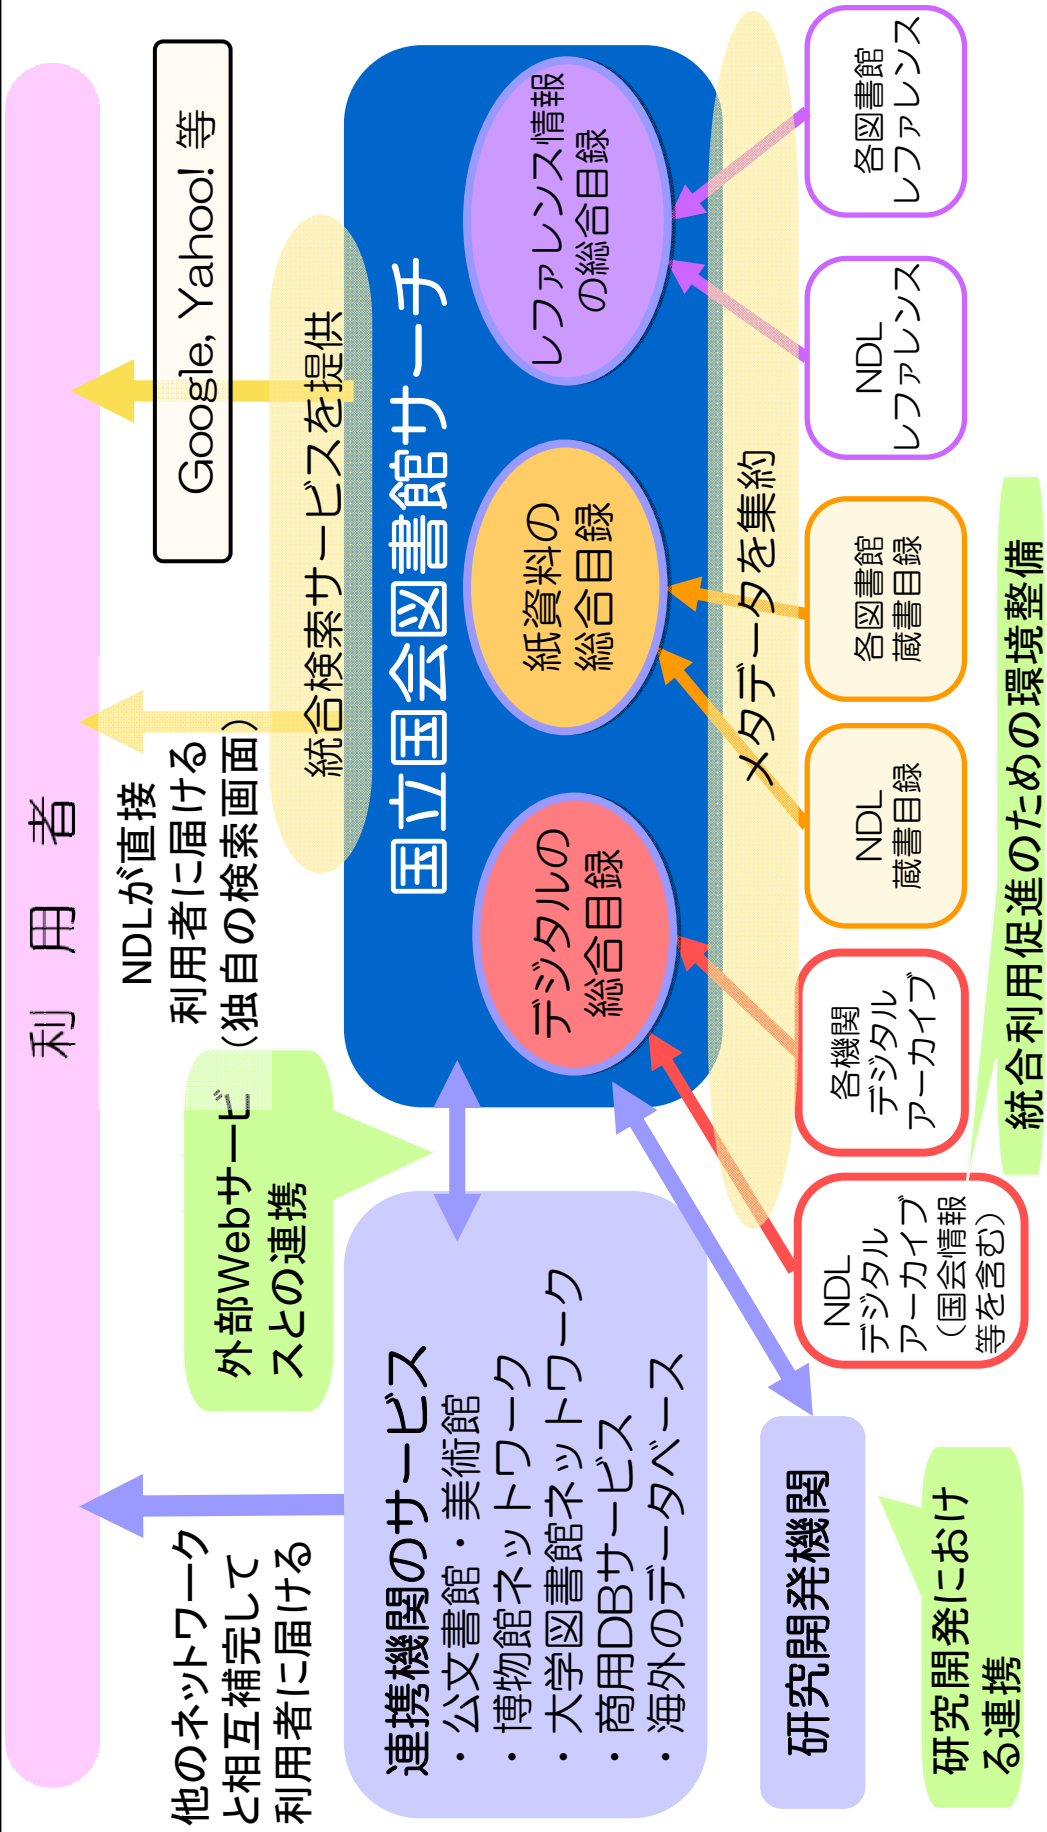 利用者
他のネットワーク
と相互補完して
利用者に届ける
NDLが直接
利用者に届ける
(独自の検索画面)
Google, Yahoo! 等
外部Webサービ
スとの連携
統合検索サービスを提供
連携機関のサービス
・ 公文書館・美術館
・ 博物館ネットワーク
・ 大学図書館ネットワーク
・ 商用DBサービス
・ 海外のデータベース
国立国会図書館サーチ
デジタルの
総合目録
紙資料の
総合目録
レファレンス情報
の総合目録
メタデータを集約
研究開発機関
研究開発におけ
る連携
NDL
デジタル
アーカイブ
(国会情報
等を含む)
各機関
デジタル
アーカイブ
NDL
蔵書目録
各図書館
蔵書目録
NDL
レファレンス
各図書館
レファレンス
統合利用促進のための環境整備